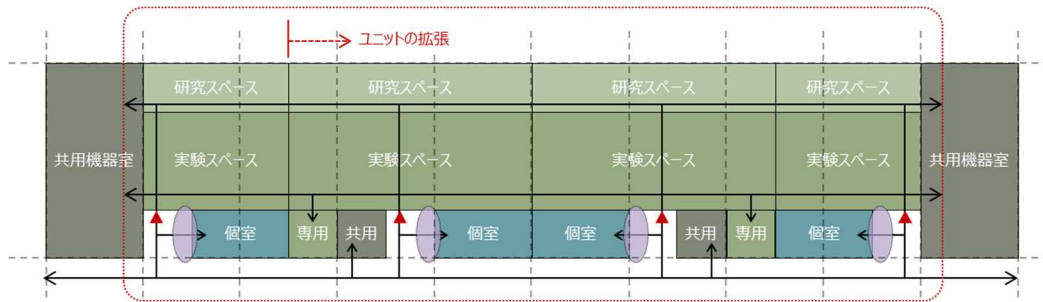 ユニットの拡張
研究スペース
研究スペース
研究スペース
研究スペース
共用機器室
実験スペース
実験スペース
実験スペース
実験スペース
共用機器室
個室
専用
共用
個室
個室
共用
専用
個室